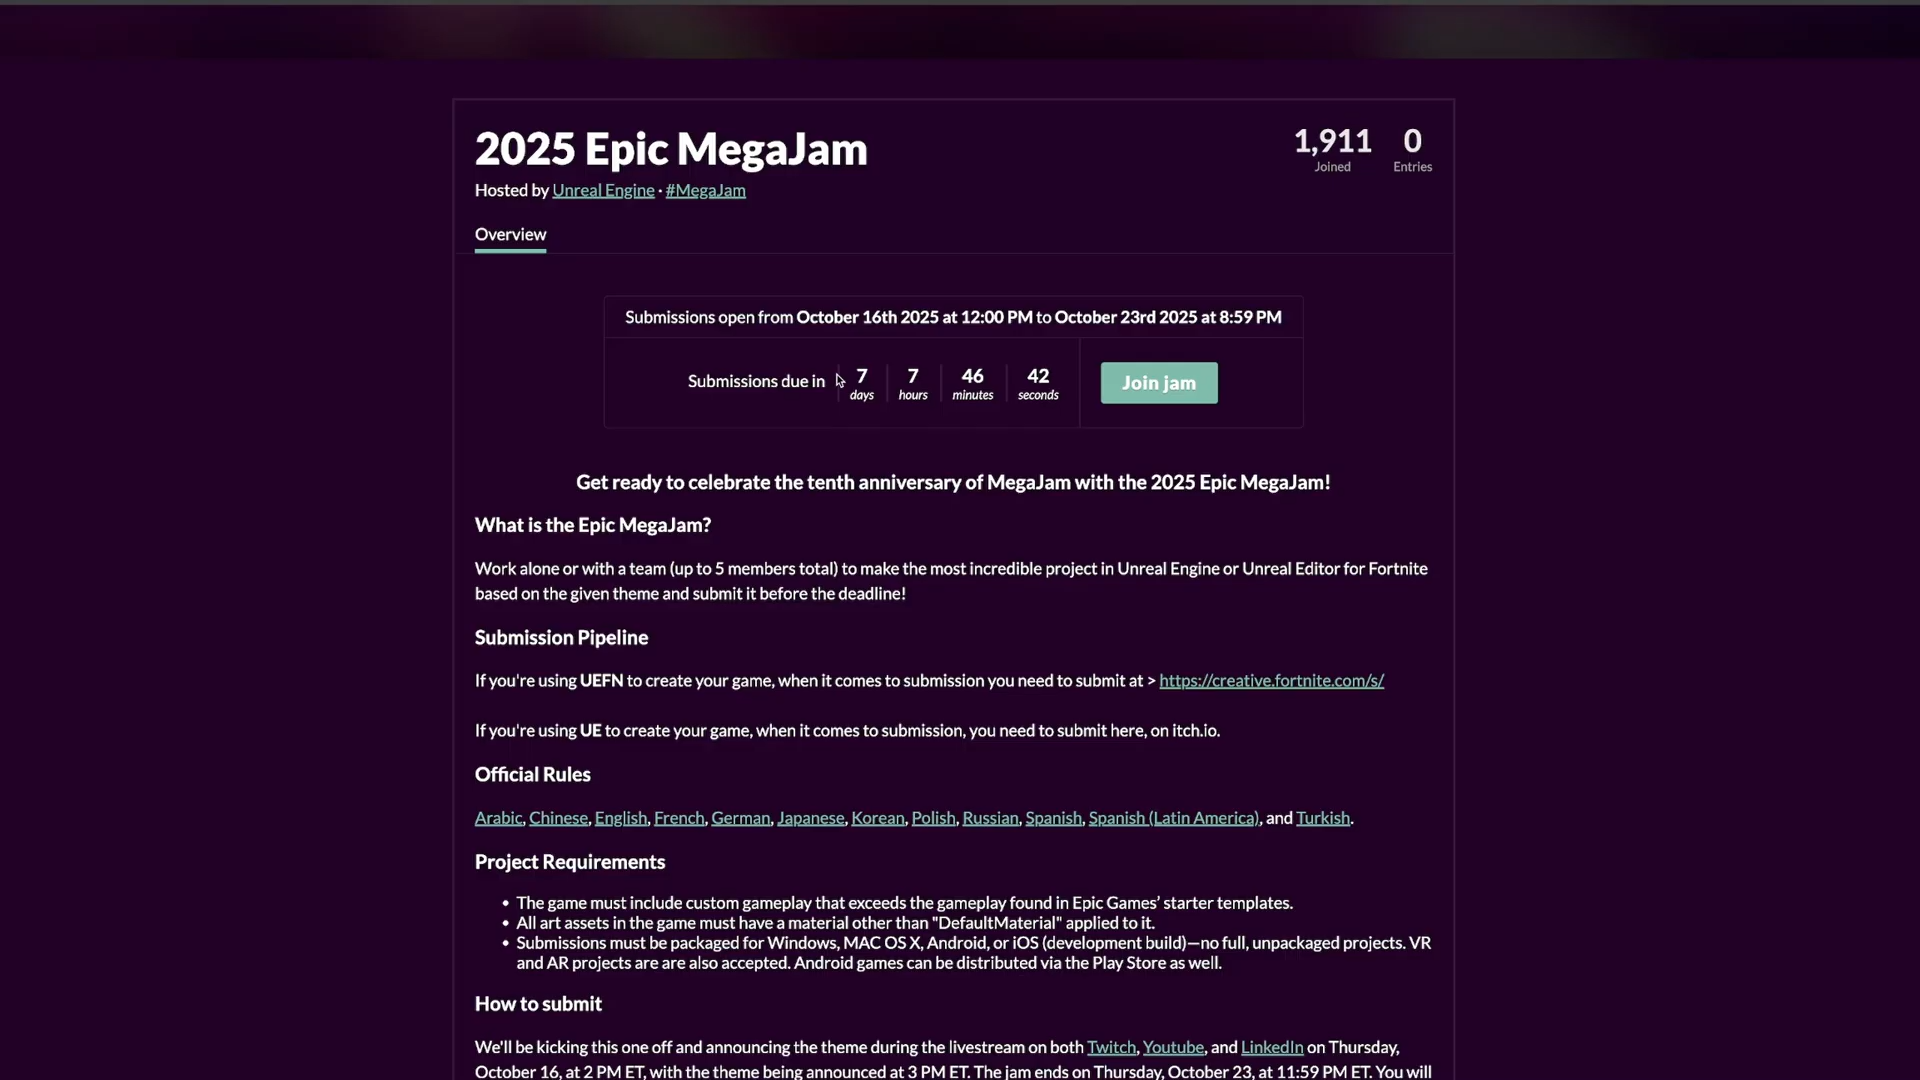 2025 Epic MegaJam
1,911 0
Joined Entries
Hosted by Unreal Engine · #MegaJam
Overview
Submissions open from October 16th 2025 at 12:00 PM to October 23rd 2025 at 8:59 PM
Submissions due in 7 7 46 42
days hours minutes seconds
Join jam
Get ready to celebrate the tenth anniversary of MegaJam with the 2025 Epic MegaJam!
What is the Epic MegaJam?
Work alone or with a team (up to 5 members total) to make the most incredible project in Unreal Engine or Unreal Editor for Fortnite
based on the given theme and submit it before the deadline!
Submission Pipeline
If you're using UEFN to create your game, when it comes to submission you need to submit at > https://creative.fortnite.com/s/
If you're using UE to create your game, when it comes to submission, you need to submit here, on itch.io.
Official Rules
Arabic, Chinese, English, French, German, Japanese, Korean, Polish, Russian, Spanish, Spanish (Latin America), and Turkish.
Project Requirements
• The game must include custom gameplay that exceeds the gameplay found in Epic Games’ starter templates.
• All art assets in the game must have a material other than "DefaultMaterial" applied to it.
• Submissions must be packaged for Windows, MAC OS X, Android, or iOS (development build)—no full, unpackaged projects. VR
and AR projects are are also accepted. Android games can be distributed via the Play Store as well.
How to submit
We'll be kicking this one off and announcing the theme during the livestream on both Twitch, Youtube, and LinkedIn on Thursday,
October 16, at 2 PM ET, with the theme being announced at 3 PM ET. The jam ends on Thursday, October 23, at 11:59 PM ET. You will